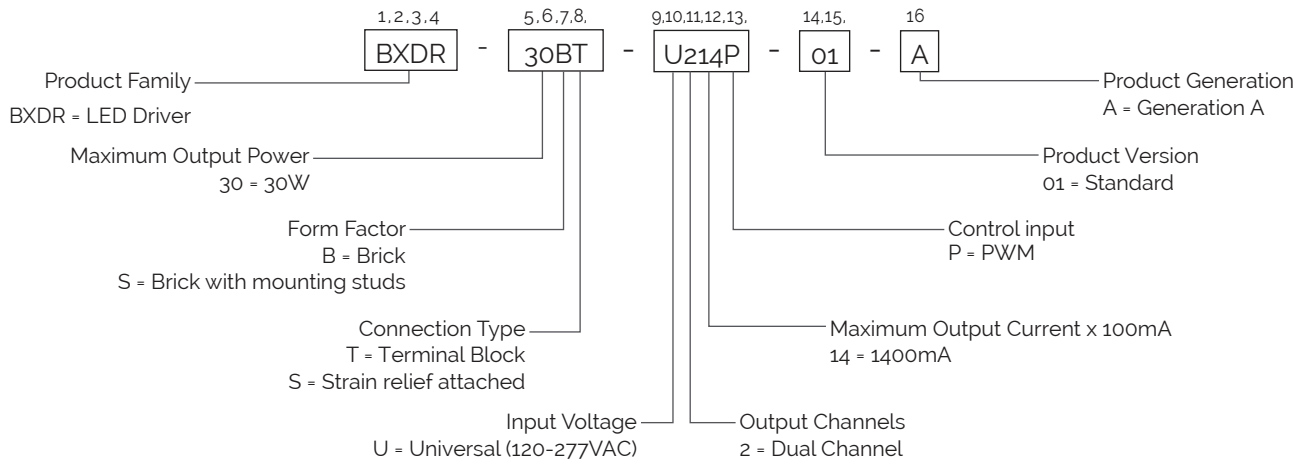 1,2,3,4 5,6,7,8, 9,10,11,12,13, 14,15, 16
BXDR - 30BT - U214P - 01 - A
Product Family
BXDR = LED Driver
Product Generation
A = Generation A
Maximum Output Power
30 = 30W
Product Version
01 = Standard
Form Factor
B = Brick
S = Brick with mounting studs
Control input
P = PWM
Connection Type
T = Terminal Block
S = Strain relief attached
Maximum Output Current x 100mA
14 = 1400mA
Input Voltage
U = Universal (120-277VAC)
Output Channels
2 = Dual Channel